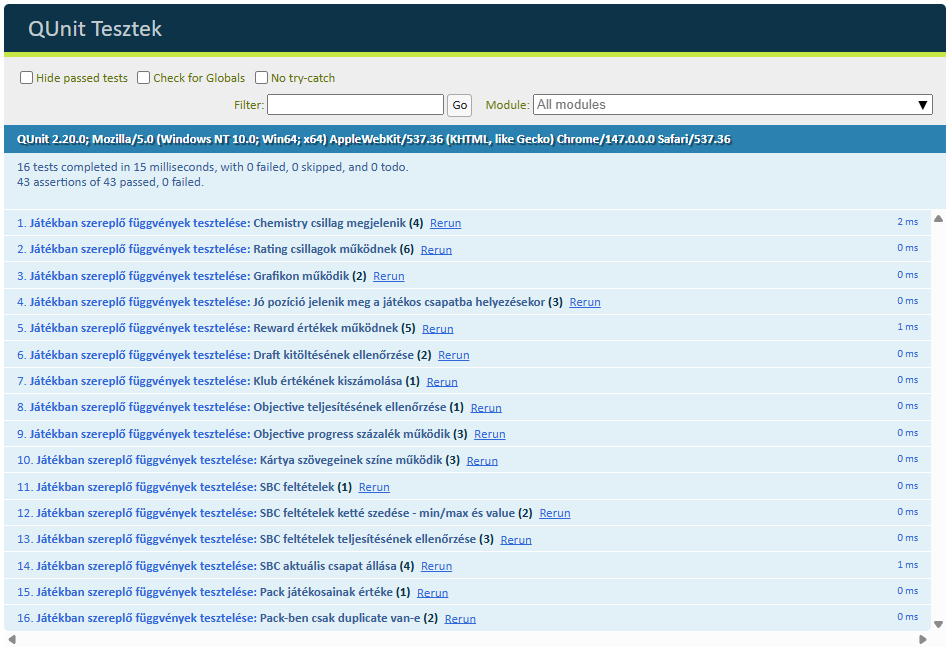 QUnit Tesztek
Hide passed tests Check for Globals No try-catch
Filter: Go Module: All modules ▼
QUnit 2.20.0; Mozilla/5.0 (Windows NT 10.0; Win64; x64) AppleWebKit/537.36 (KHTML, like Gecko) Chrome/147.0.0.0 Safari/537.36
16 tests completed in 15 milliseconds, with 0 failed, 0 skipped, and 0 todo.
43 assertions of 43 passed, 0 failed.
1. Játékban szereplő függvények tesztelése: Chemistry csillag megjelenik (4) Rerun 2 ms
2. Játékban szereplő függvények tesztelése: Rating csillagok működnek (6) Rerun 0 ms
3. Játékban szereplő függvények tesztelése: Grafikon működik (2) Rerun 0 ms
4. Játékban szereplő függvények tesztelése: Jó pozíció jelenik meg a játékos csapatba helyezésekor (3) Rerun 0 ms
5. Játékban szereplő függvények tesztelése: Reward értékek működnek (5) Rerun 1 ms
6. Játékban szereplő függvények tesztelése: Draft kitöltésének ellenőrzése (2) Rerun 0 ms
7. Játékban szereplő függvények tesztelése: Klub értékének kiszámolása (1) Rerun 0 ms
8. Játékban szereplő függvények tesztelése: Objective teljesítésének ellenőrzése (1) Rerun 0 ms
9. Játékban szereplő függvények tesztelése: Objective progress százalék működik (3) Rerun 0 ms
10. Játékban szereplő függvények tesztelése: Kártya szövegeinek színe működik (3) Rerun 0 ms
11. Játékban szereplő függvények tesztelése: SBC feltételek (1) Rerun 0 ms
12. Játékban szereplő függvények tesztelése: SBC feltételek ketté szedése - min/max és value (2) Rerun 0 ms
13. Játékban szereplő függvények tesztelése: SBC feltételek teljesítésének ellenőrzése (3) Rerun 0 ms
14. Játékban szereplő függvények tesztelése: SBC aktuális csapat állása (4) Rerun 1 ms
15. Játékban szereplő függvények tesztelése: Pack játékosainak értéke (1) Rerun 0 ms
16. Játékban szereplő függvények tesztelése: Pack-ben csak duplicate van-e (2) Rerun 0 ms